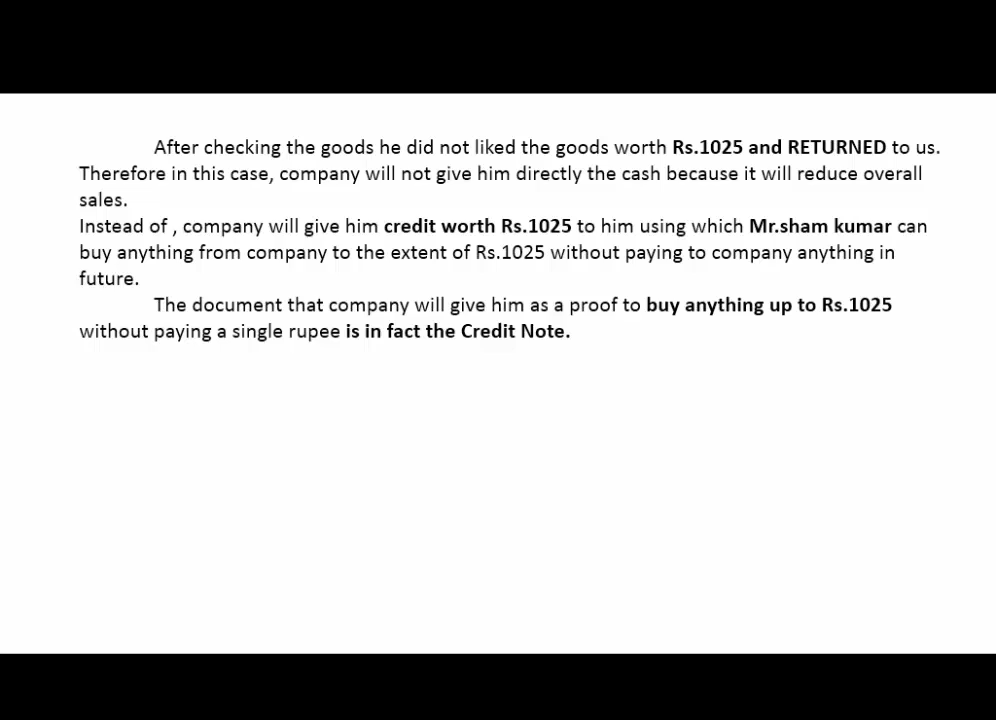 After checking the goods he did not liked the goods worth Rs.1025 and RETURNED to us.
Therefore in this case, company will not give him directly the cash because it will reduce overall
sales.
Instead of , company will give him credit worth Rs.1025 to him using which Mr.sham kumar can
buy anything from company to the extent of Rs.1025 without paying to company anything in
future.
The document that company will give him as a proof to buy anything up to Rs.1025
without paying a single rupee is in fact the Credit Note.